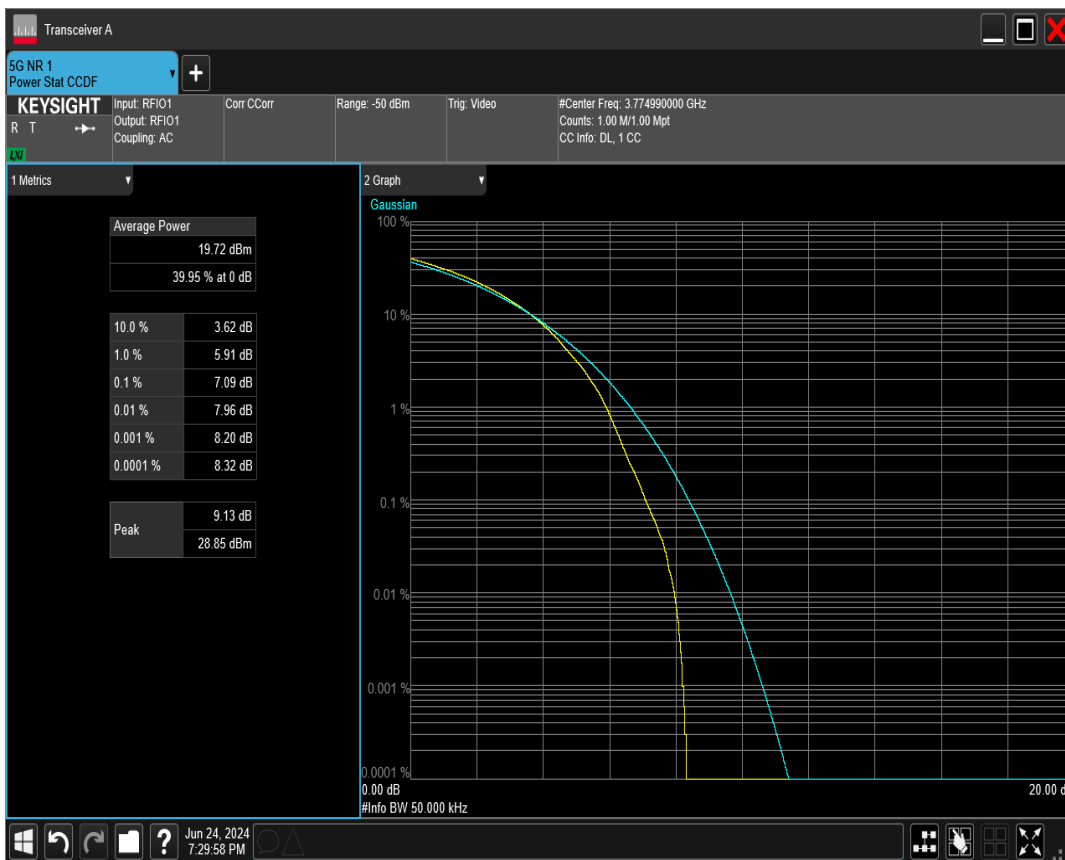 Transceiver A
5G NR 1
Power Stat CCDF
+
KEYSIGHT
R T
LXI
Input: RFIO1
Output: RFIO1
Coupling: AC
Corr CCorr
Range: -50 dBm
Trig: Video
#Center Freq: 3.774990000 GHz
Counts: 1.00 M/1.00 Mpt
CC Info: DL, 1 CC
1 Metrics
Average Power
19.72 dBm
39.95 % at 0 dB
10.0 % 3.62 dB
1.0 % 5.91 dB
0.1 % 7.09 dB
0.01 % 7.96 dB
0.001 % 8.20 dB
0.0001 % 8.32 dB
Peak 9.13 dB
28.85 dBm
2 Graph
Gaussian
100 %
10 %
1 %
0.1 %
0.01 %
0.001 %
0.0001 %
0.00 dB
20.00 d
#Info BW 50.000 kHz
?
Jun 24, 2024
7:29:58 PM